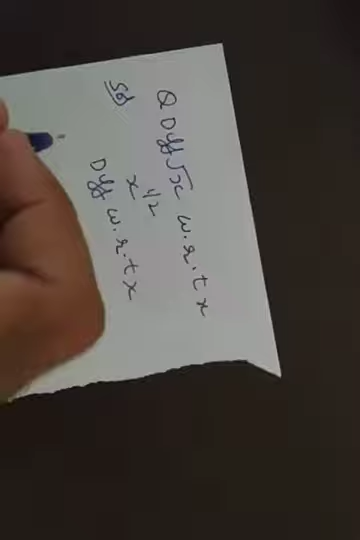 Q Diff √x w.r.t x
Sol x^1/2
Diff w.r.t x